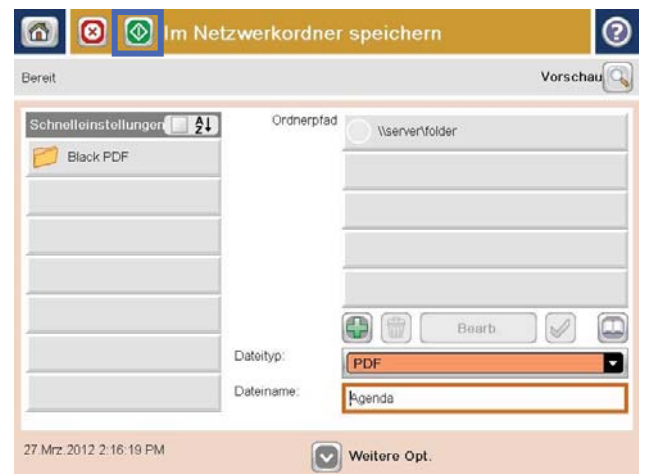 Im Netzwerkordner speichern
Bereit
Vorschau
Schnelleinstellungen
Black PDF
Ordnerpfad
\\server\folder
Bearb.
Dateityp:
PDF
Dateiname:
Agenda
27.Mrz.2012 2:16:19 PM
Weitere Opt.